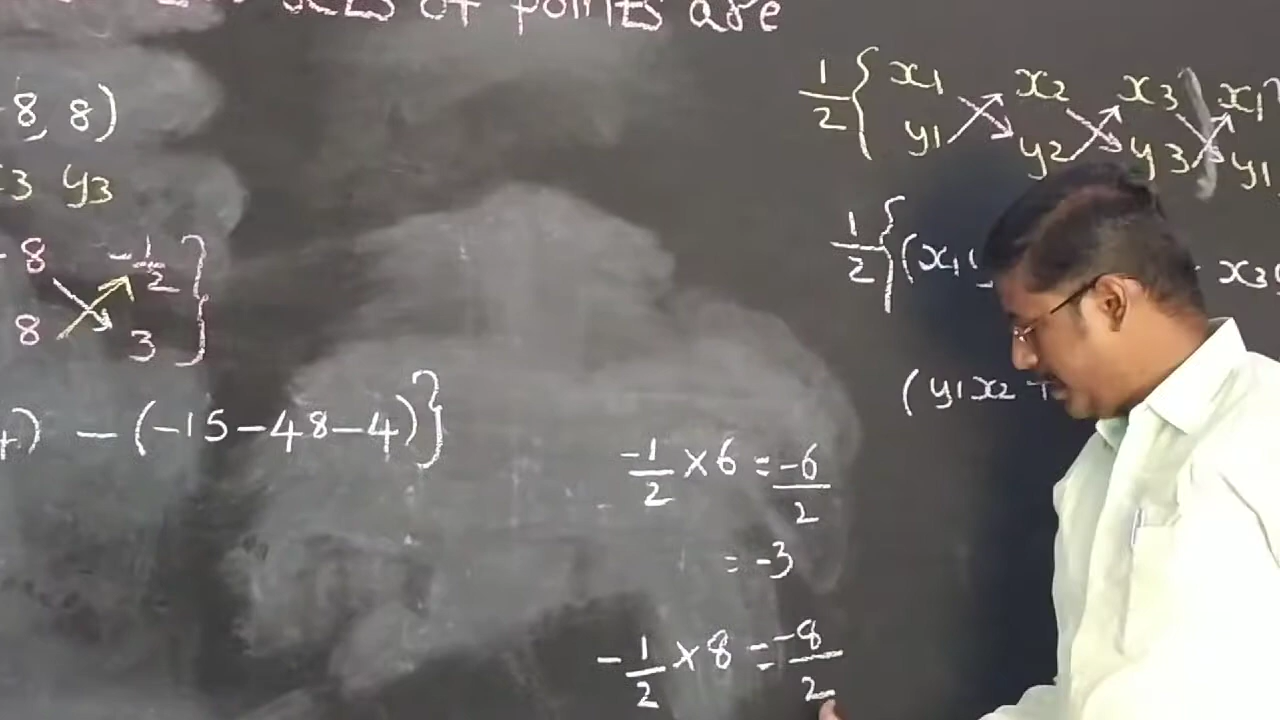 sets of points are
8, 8)
3 y3
-8 -1/2 }
8 3
) - (-15-48-4)}
1/2 { x1 x2 x3 x1
y1 y2 y3 y1
1/2 { (x1 x3
(y1x2 +
-1/2 × 6 = -6/2
= -3
-1/2 × 8 = -8/2